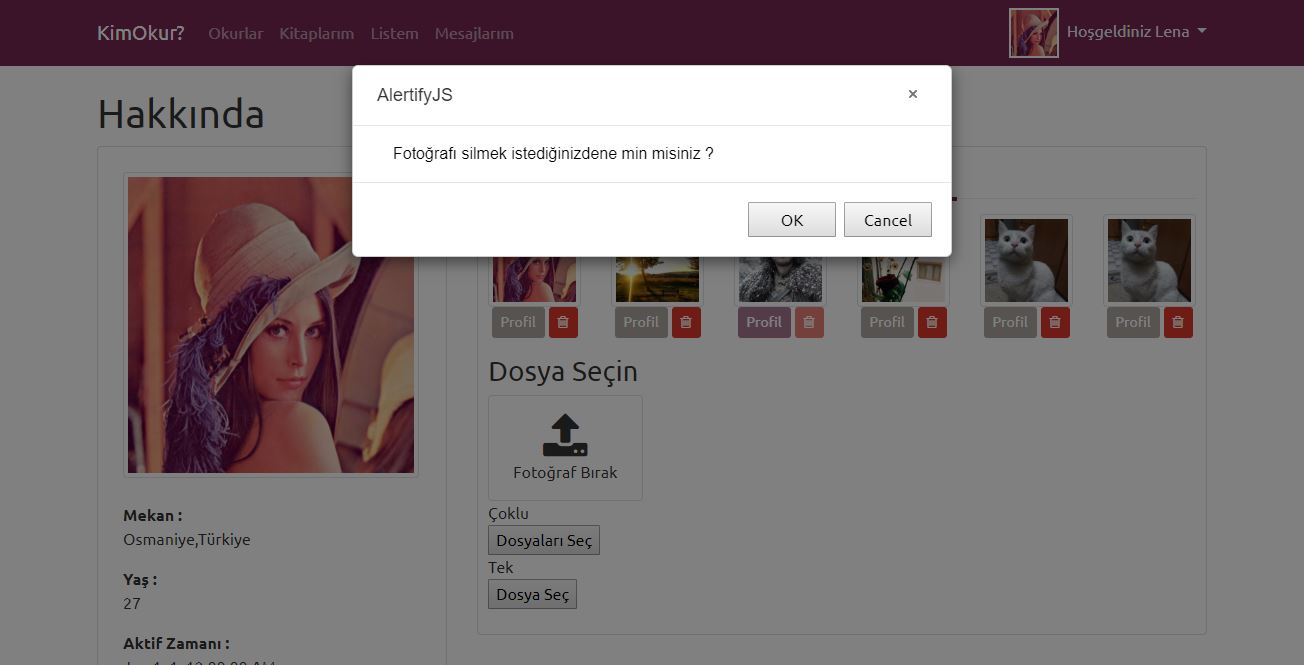 KimOkur? Okurlar Kitaplarım Listem Mesajlarım Hoşgeldiniz Lena
AlertifyJS ×
Fotoğrafı silmek istediğinizdene min misiniz ?
OK Cancel
Hakkında
Mekan :
Osmaniye,Türkiye
Yaş :
27
Aktif Zamanı :
Profil Profil Profil Profil Profil Profil
Dosya Seçin
Fotoğraf Bırak
Çoklu
Dosyaları Seç
Tek
Dosya Seç